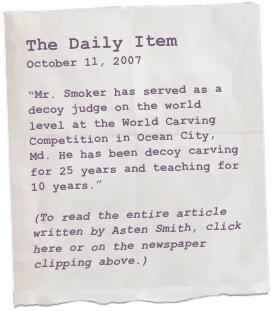 The Daily Item
October 11, 2007
“Mr. Smoker has served as a
decoy judge on the world
level at the World Carving
Competition in Ocean City,
Md. He has been decoy carving
for 25 years and teaching for
10 years.”
(To read the entire article
written by Asten Smith, click
here or on the newspaper
clipping above.)